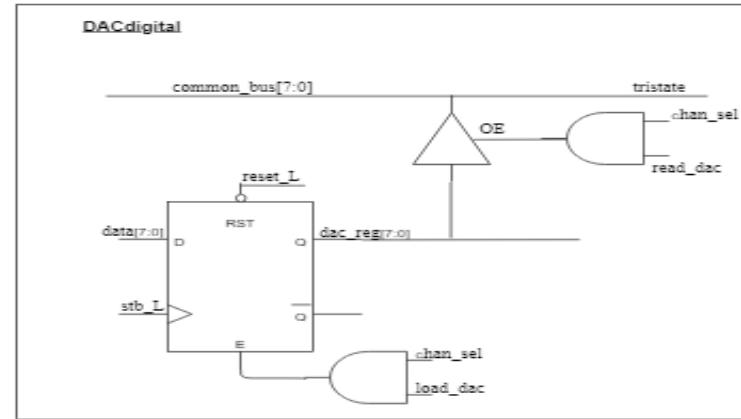 DACdigital
common_bus[7:0]
tristate
chan_sel
OE
read_dac
reset_L
RST
data[7:0]
D
Q
dac_reg[7:0]
stb_L
Q
E
chan_sel
load_dac